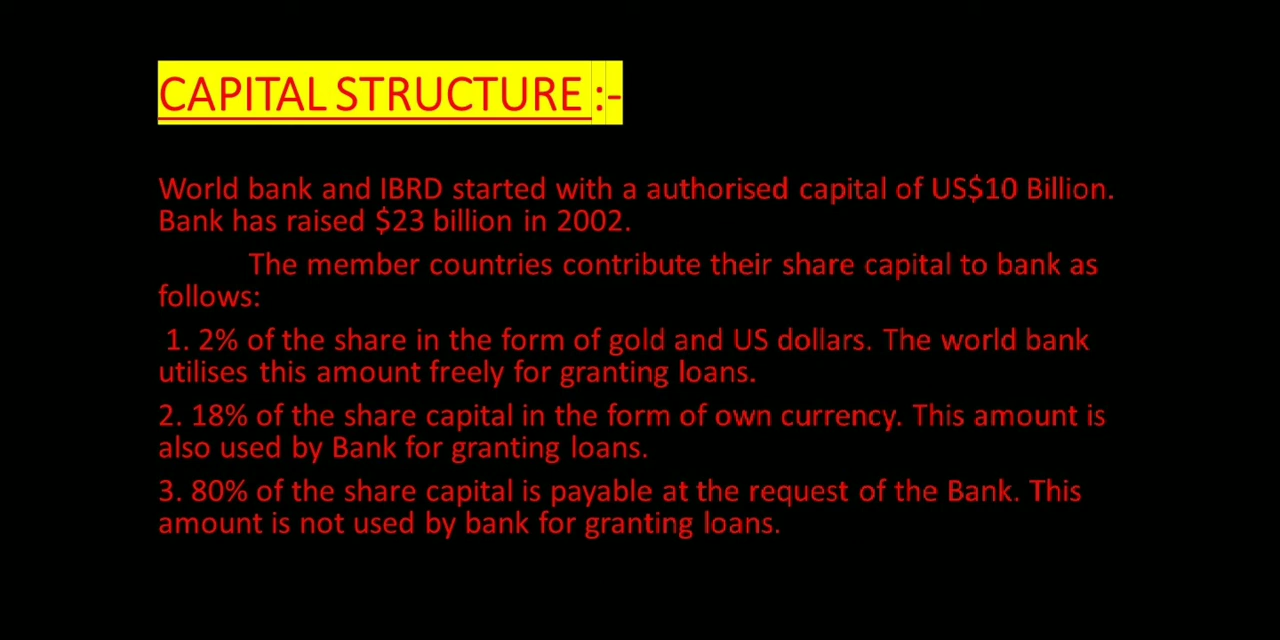 CAPITAL STRUCTURE :-
World bank and IBRD started with a authorised capital of US$10 Billion.
Bank has raised $23 billion in 2002.
The member countries contribute their share capital to bank as
follows:
1. 2% of the share in the form of gold and US dollars. The world bank
utilises this amount freely for granting loans.
2. 18% of the share capital in the form of own currency. This amount is
also used by Bank for granting loans.
3. 80% of the share capital is payable at the request of the Bank. This
amount is not used by bank for granting loans.